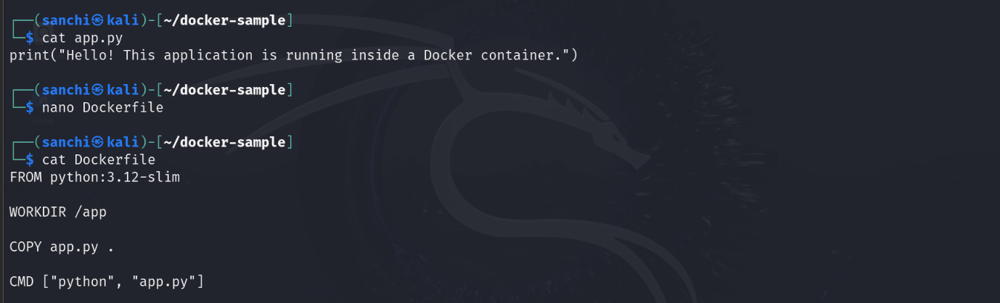 ┌──(sanchi㉿kali)-[~/docker-sample]
└─$ cat app.py
print("Hello! This application is running inside a Docker container.")
┌──(sanchi㉿kali)-[~/docker-sample]
└─$ nano Dockerfile
┌──(sanchi㉿kali)-[~/docker-sample]
└─$ cat Dockerfile
FROM python:3.12-slim
WORKDIR /app
COPY app.py .
CMD ["python", "app.py"]